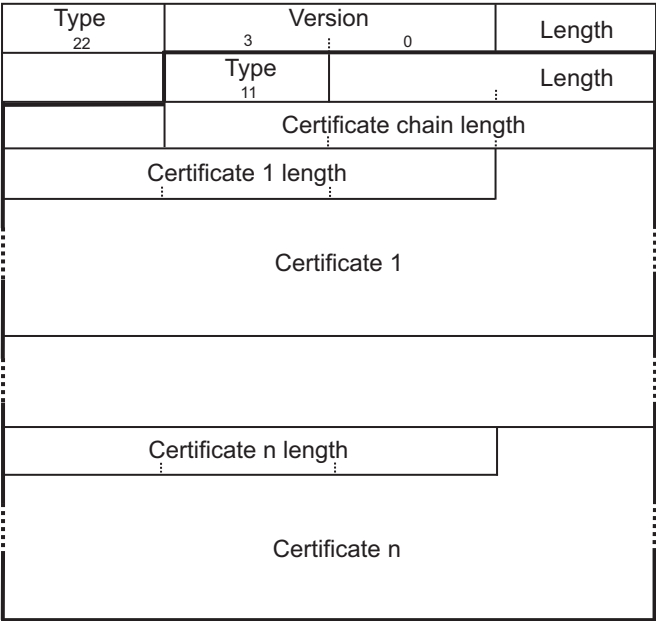 Type Version Length
22 3 0
Type Length
11
Certificate chain length
Certificate 1 length
Certificate 1
Certificate n length
Certificate n